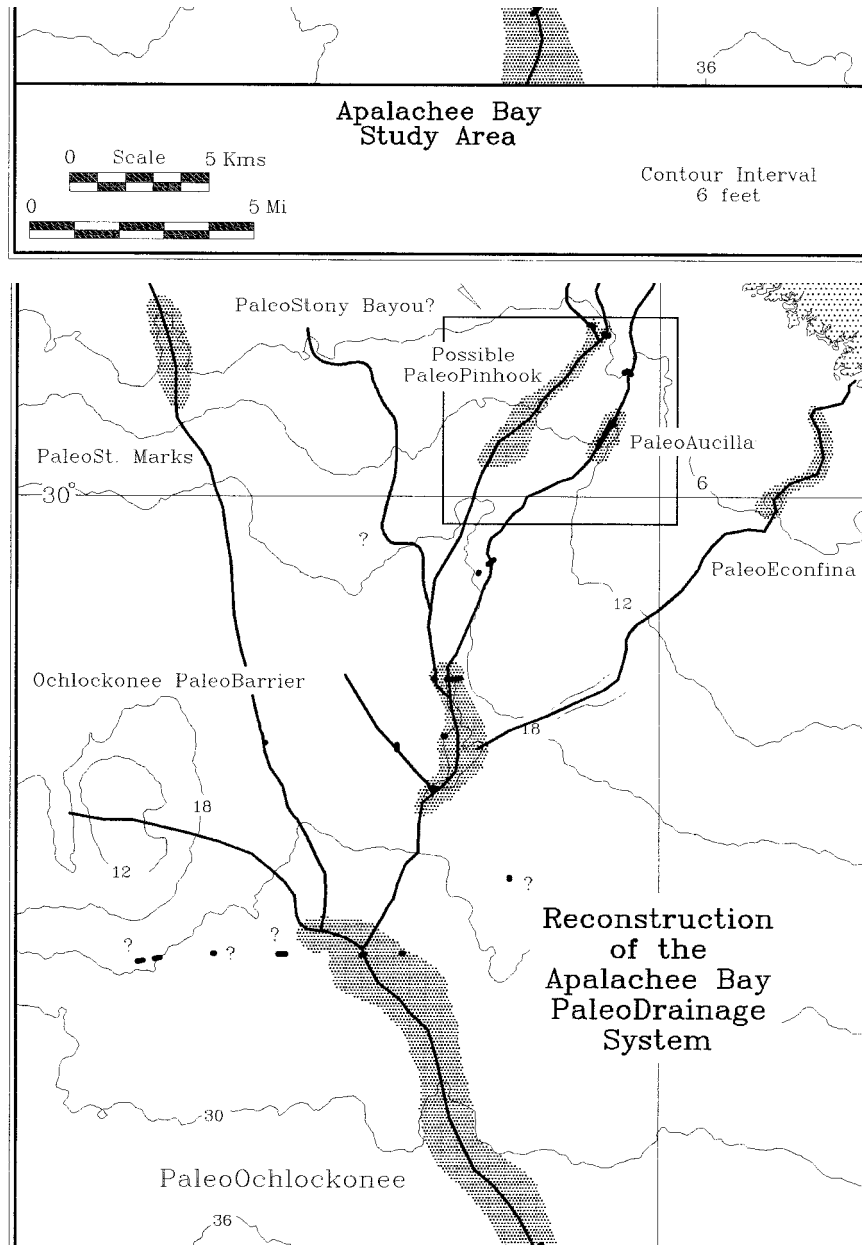 36
Apalachee Bay
Study Area
0 Scale 5 Kms
0 5 Mi
Contour Interval
6 feet
PaleoStony Bayou?
Possible
PaleoPinhook
PaleoSt. Marks
PaleoAucilla
30°
6
?
PaleoEconfina
12
Ochlockonee PaleoBarrier
18
18
12
?
?
?
?
Reconstruction
of the
Apalachee Bay
PaleoDrainage
System
30
PaleoOchlockonee
36